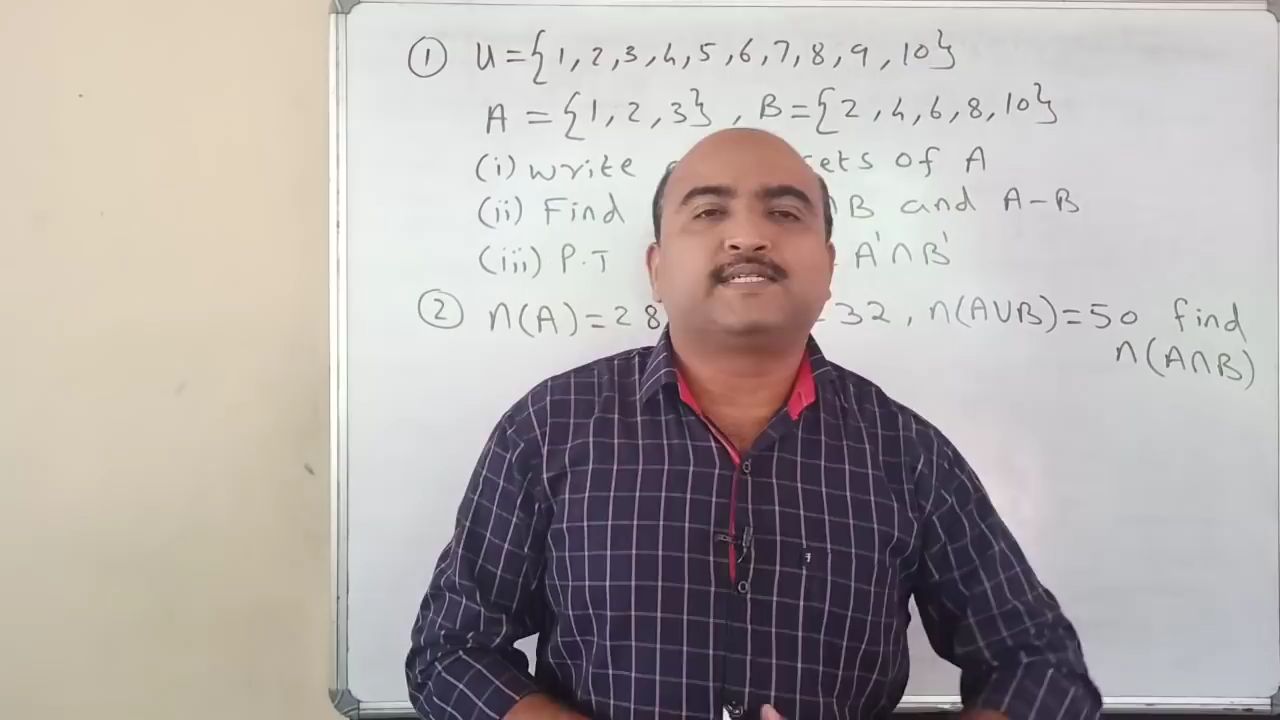 ① U={1,2,3,4,5,6,7,8,9,10}
A={1,2,3}, B={2,4,6,8,10}
(i) write sets of A
(ii) Find ∩B and A-B
(iii) P.T A'∩B'
② n(A)=28 32, n(A∪B)=50 find
n(A∩B)